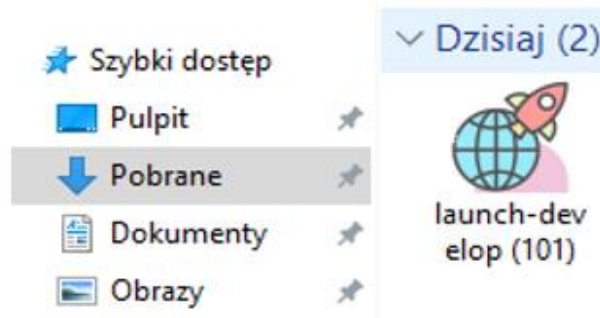 Szybki dostęp
Pulpit
Pobrane
Dokumenty
Obrazy
Dzisiaj (2)
launch-dev
elop (101)